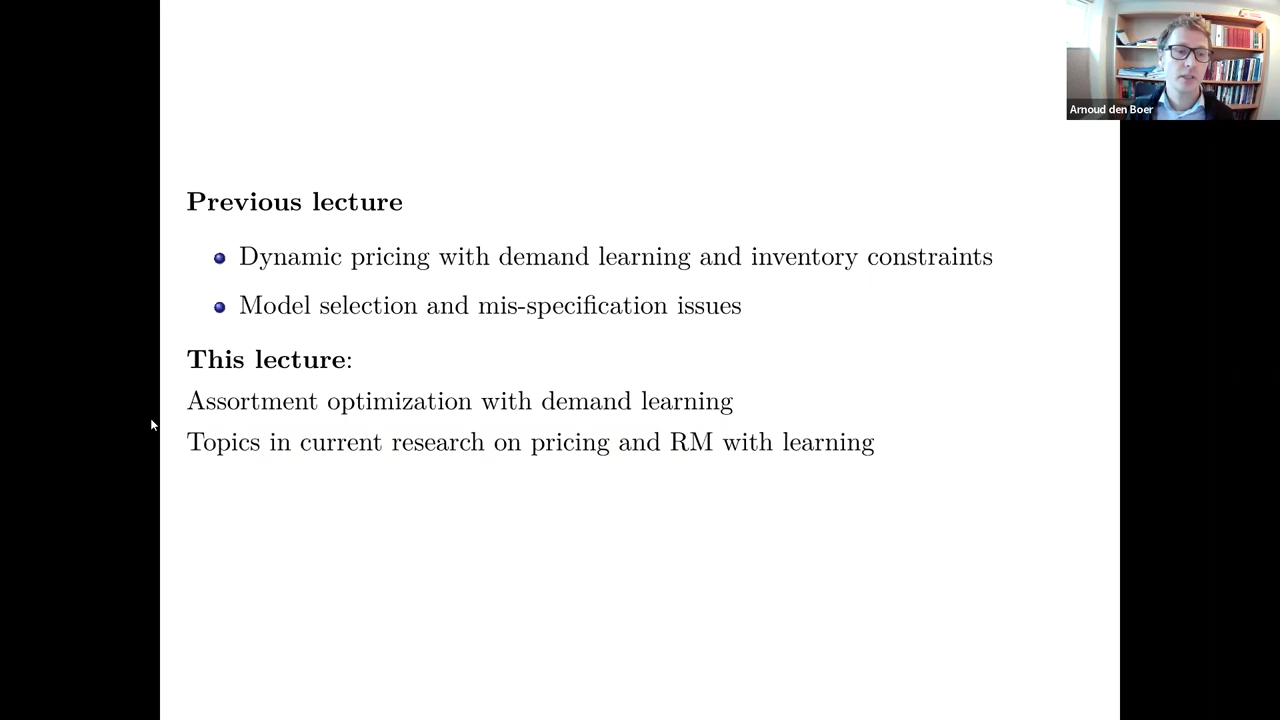 Arnoud den Boer
Previous lecture
Dynamic pricing with demand learning and inventory constraints
Model selection and mis-specification issues
This lecture:
Assortment optimization with demand learning
Topics in current research on pricing and RM with learning